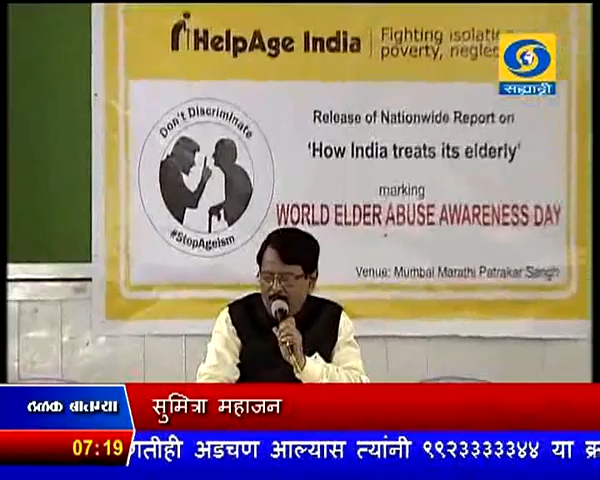 HelpAge India
Fighting isolati
poverty, neglec
सह्याद्री
Don't Discriminate
#StopAgeism
Release of Nationwide Report on
'How India treats its elderly'
marking
WORLD ELDER ABUSE AWARENESS DAY
Venue: Mumbai Marathi Patrakar Sangh
ठळक बातम्या
सुमित्रा महाजन
07:19
गतीही अडचण आल्यास त्यांनी ९९२३३३३३४४ या क्र